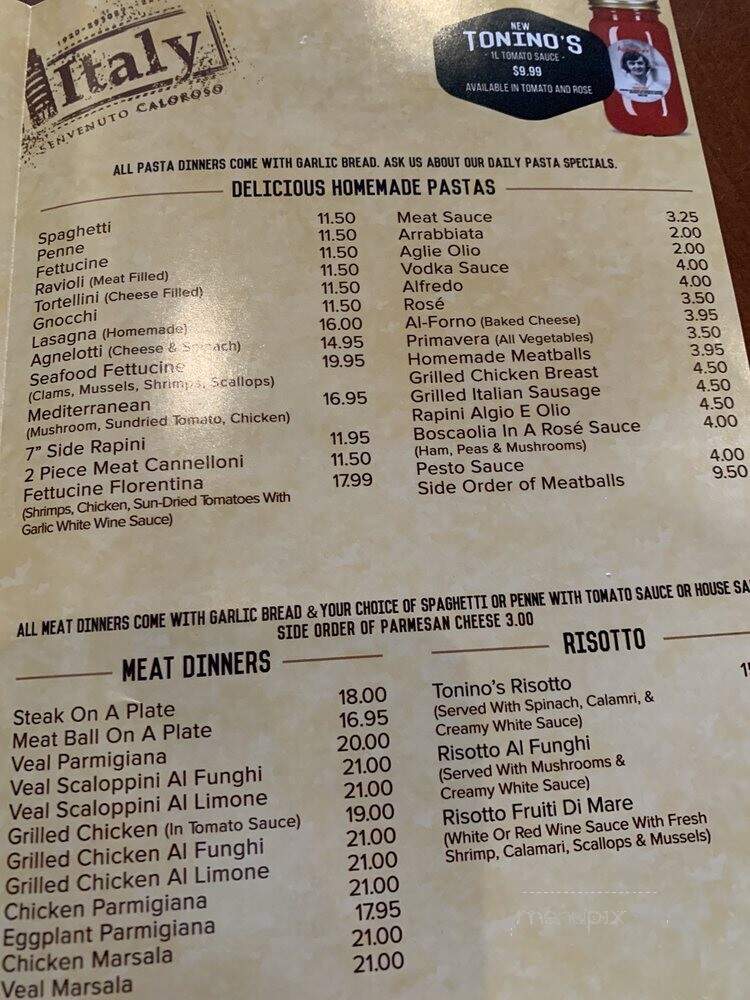 Italy
BENVENUTO CALOROSO
NEW
TONINO'S
- 1L TOMATO SAUCE -
$9.99
AVAILABLE IN TOMATO AND ROSE
ALL PASTA DINNERS COME WITH GARLIC BREAD. ASK US ABOUT OUR DAILY PASTA SPECIALS.
DELICIOUS HOMEMADE PASTAS
Spaghetti 11.50
Penne 11.50
Fettucine 11.50
Ravioli (Meat Filled) 11.50
Tortellini (Cheese Filled) 11.50
Gnocchi 11.50
Lasagna (Homemade) 16.00
Agnelotti (Cheese & Spinach) 14.95
Seafood Fettucine 19.95
(Clams, Mussels, Shrimps, Scallops)
Mediterranean 16.95
(Mushroom, Sundried Tomato, Chicken)
7" Side Rapini 11.95
2 Piece Meat Cannelloni 11.50
Fettucine Florentina 17.99
(Shrimps, Chicken, Sun-Dried Tomatoes With
Garlic White Wine Sauce)
Meat Sauce 3.25
Arrabbiata 2.00
Aglie Olio 2.00
Vodka Sauce 4.00
Alfredo 4.00
Rosé 3.50
Al-Forno (Baked Cheese) 3.95
Primavera (All Vegetables) 3.50
Homemade Meatballs 3.95
Grilled Chicken Breast 4.50
Grilled Italian Sausage 4.50
Rapini Algio E Olio 4.50
Boscaolia In A Rosé Sauce 4.00
(Ham, Peas & Mushrooms)
Pesto Sauce 4.00
Side Order of Meatballs 9.50
ALL MEAT DINNERS COME WITH GARLIC BREAD & YOUR CHOICE OF SPAGHETTI OR PENNE WITH TOMATO SAUCE OR HOUSE SA
SIDE ORDER OF PARMESAN CHEESE 3.00
MEAT DINNERS
Steak On A Plate 18.00
Meat Ball On A Plate 16.95
Veal Parmigiana 20.00
Veal Scaloppini Al Funghi 21.00
Veal Scaloppini Al Limone 21.00
Grilled Chicken (In Tomato Sauce) 19.00
Grilled Chicken Al Funghi 21.00
Grilled Chicken Al Limone 21.00
Chicken Parmigiana 21.00
Eggplant Parmigiana 17.95
Chicken Marsala 21.00
Veal Marsala 21.00
RISOTTO
Tonino's Risotto
(Served With Spinach, Calamri, &
Creamy White Sauce)
Risotto Al Funghi
(Served With Mushrooms &
Creamy White Sauce)
Risotto Fruiti Di Mare
(White Or Red Wine Sauce With Fresh
Shrimp, Calamari, Scallops & Mussels)
menupix